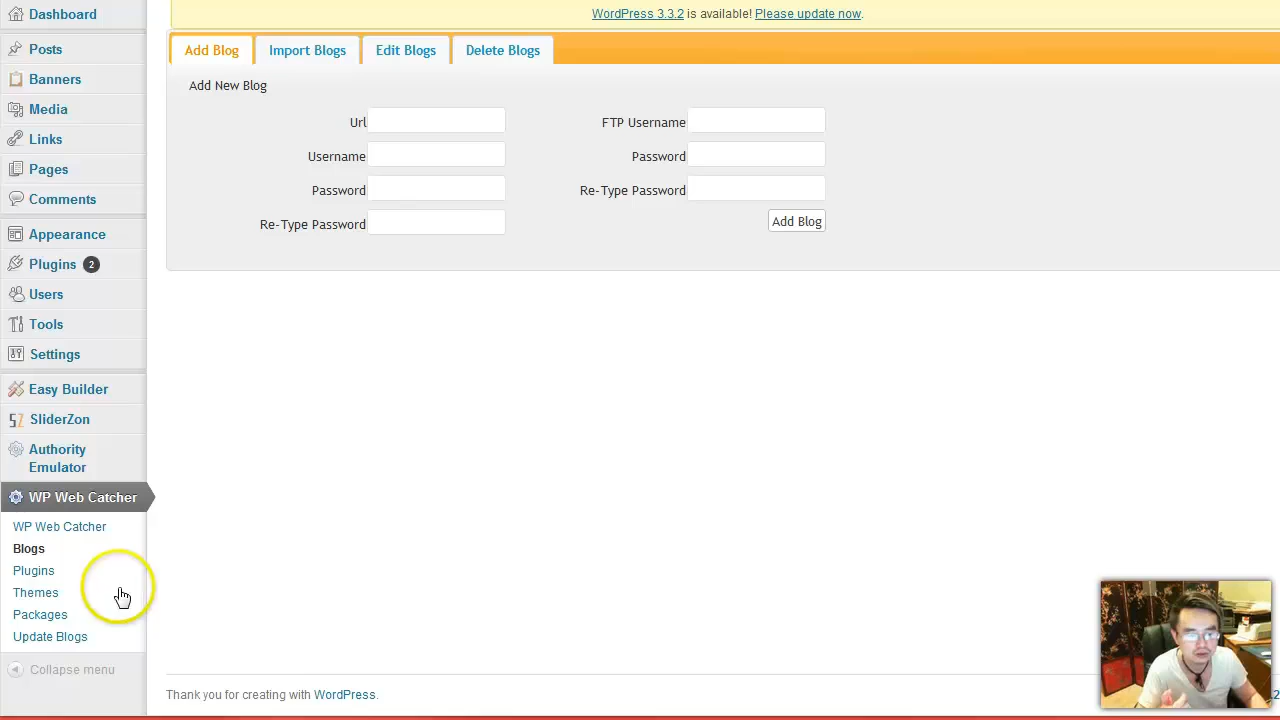 Dashboard
Posts
Banners
Media
Links
Pages
Comments
Appearance
Plugins 2
Users
Tools
Settings
Easy Builder
SliderZon
Authority
Emulator
WP Web Catcher
WP Web Catcher
Blogs
Plugins
Themes
Packages
Update Blogs
Collapse menu
WordPress 3.3.2 is available! Please update now.
Add Blog Import Blogs Edit Blogs Delete Blogs
Add New Blog
Url FTP Username
Username Password
Password Re-Type Password
Re-Type Password Add Blog
Thank you for creating with WordPress.